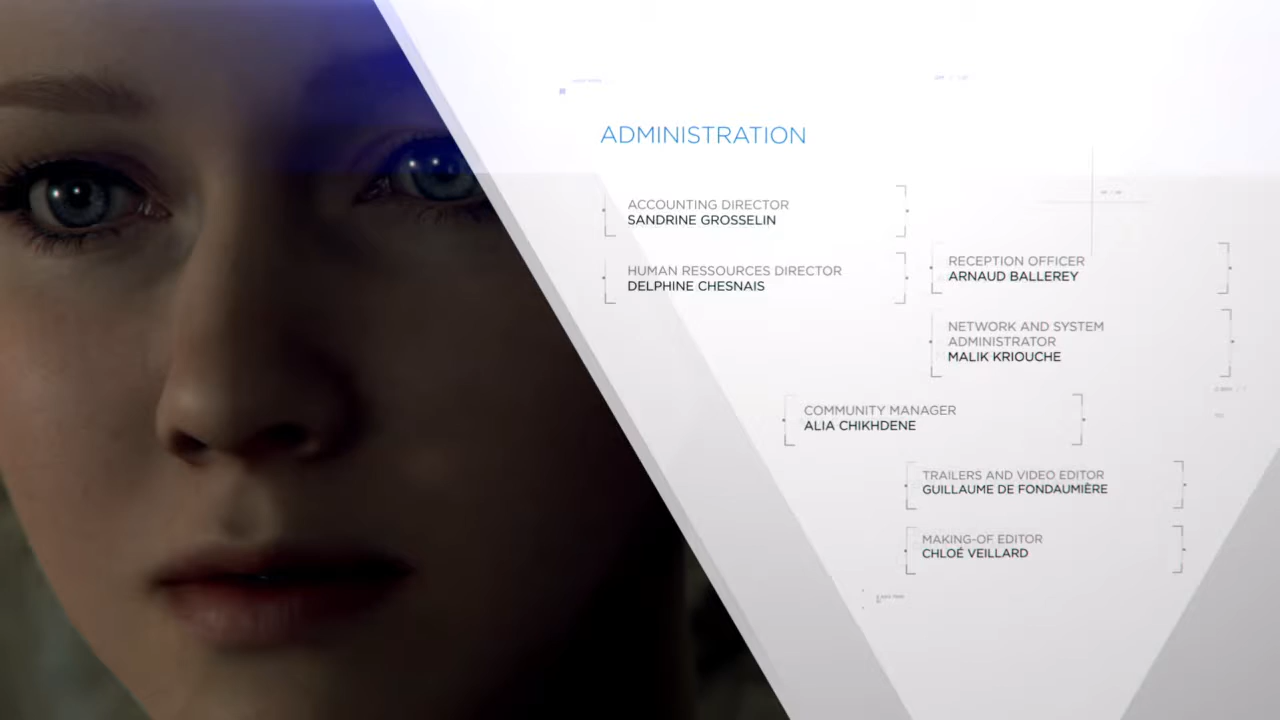 ADMINISTRATION
ACCOUNTING DIRECTOR
SANDRINE GROSSELIN
HUMAN RESSOURCES DIRECTOR
DELPHINE CHESNAIS
RECEPTION OFFICER
ARNAUD BALLEREY
NETWORK AND SYSTEM
ADMINISTRATOR
MALIK KRIOUCHE
COMMUNITY MANAGER
ALIA CHIKHDENE
TRAILERS AND VIDEO EDITOR
GUILLAUME DE FONDAUMIÈRE
MAKING-OF EDITOR
CHLOÉ VEILLARD